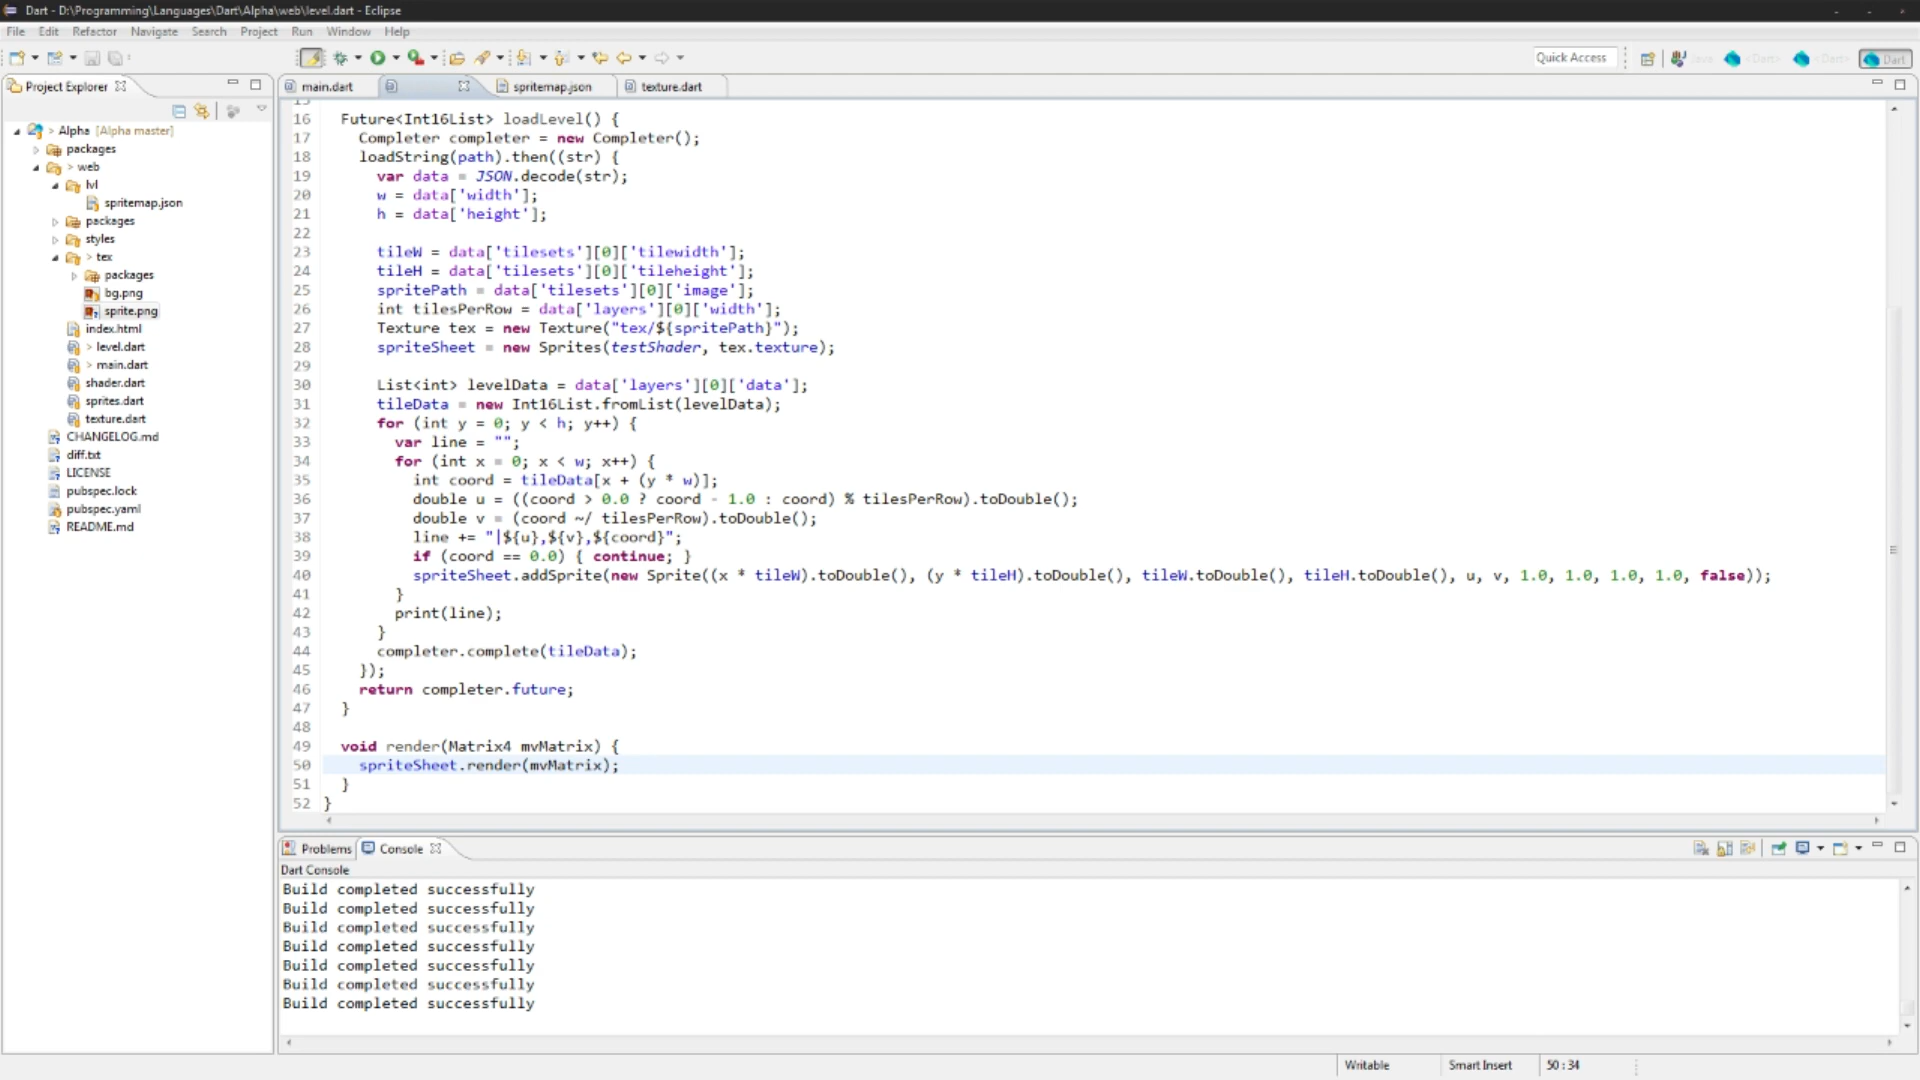 Dart - D:\Programming\Languages\Dart\Alpha\web\level.dart - Eclipse
File Edit Refactor Navigate Search Project Run Window Help
Quick Access
Dart
Project Explorer
main.dart
spritemap.json
texture.dart
> Alpha [Alpha master]
packages
> web
lvl
spritemap.json
packages
styles
> tex
packages
bg.png
sprite.png
index.html
> level.dart
> main.dart
shader.dart
sprites.dart
texture.dart
CHANGELOG.md
diff.txt
LICENSE
pubspec.lock
pubspec.yaml
README.md
15
16 Future<Int16List> loadLevel() {
17 Completer completer = new Completer();
18 loadString(path).then((str) {
19 var data = JSON.decode(str);
20 w = data['width'];
21 h = data['height'];
22
23 tileW = data['tilesets'][0]['tilewidth'];
24 tileH = data['tilesets'][0]['tileheight'];
25 spritePath = data['tilesets'][0]['image'];
26 int tilesPerRow = data['layers'][0]['width'];
27 Texture tex = new Texture("tex/${spritePath}");
28 spriteSheet = new Sprites(testShader, tex.texture);
29
30 List<int> levelData = data['layers'][0]['data'];
31 tileData = new Int16List.fromList(levelData);
32 for (int y = 0; y < h; y++) {
33 var line = "";
34 for (int x = 0; x < w; x++) {
35 int coord = tileData[x + (y * w)];
36 double u = ((coord > 0.0 ? coord - 1.0 : coord) % tilesPerRow).toDouble();
37 double v = (coord ~/ tilesPerRow).toDouble();
38 line += "|${u},${v},${coord}";
39 if (coord == 0.0) { continue; }
40 spriteSheet.addSprite(new Sprite((x * tileW).toDouble(), (y * tileH).toDouble(), tileW.toDouble(), tileH.toDouble(), u, v, 1.0, 1.0, 1.0, 1.0, false));
41 }
42 print(line);
43 }
44 completer.complete(tileData);
45 });
46 return completer.future;
47 }
48
49 void render(Matrix4 mvMatrix) {
50 spriteSheet.render(mvMatrix);
51 }
52 }
Problems Console
Dart Console
Build completed successfully
Build completed successfully
Build completed successfully
Build completed successfully
Build completed successfully
Build completed successfully
Build completed successfully
Writable Smart Insert 50 : 34